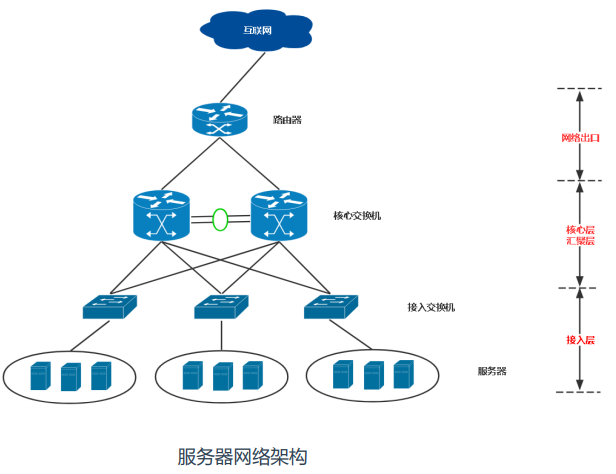 互联网
路由器
网络出口
核心交换机
核心层
汇聚层
接入交换机
接入层
服务器
服务器网络架构